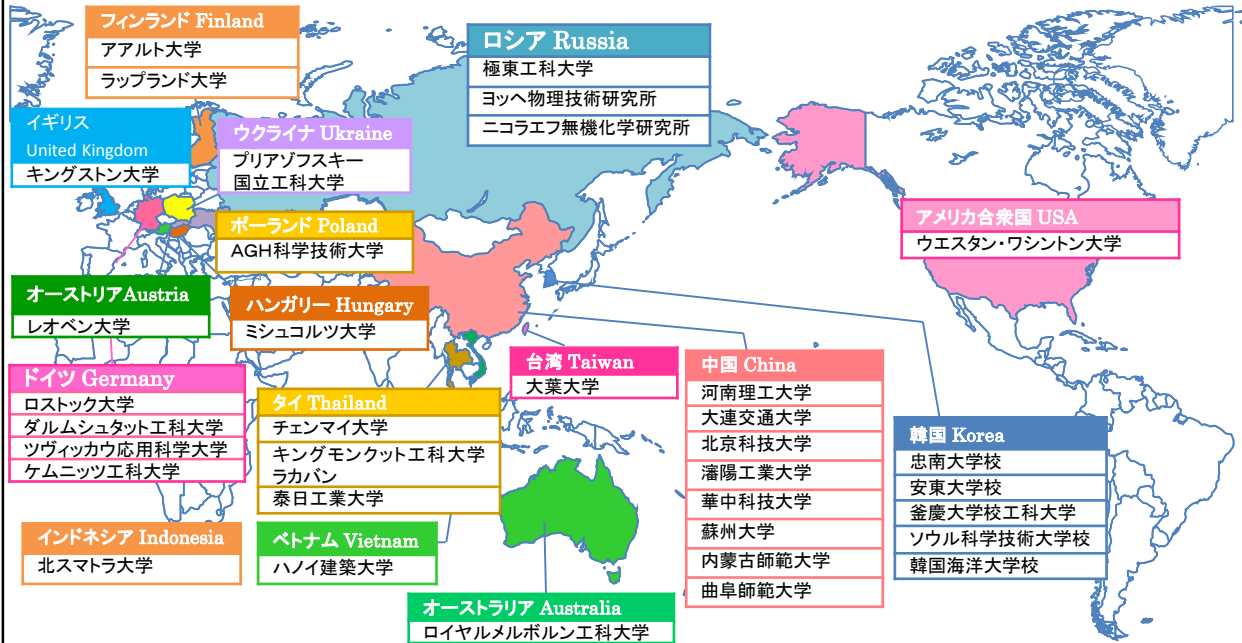 フィンランド Finland
アアルト大学
ラップランド大学
ロシア Russia
極東工科大学
ヨッヘ物理技術研究所
ニコラエフ無機化学研究所
イギリス
United Kingdom
キングストン大学
ウクライナ Ukraine
プリアゾフスキー
国立工科大学
ポーランド Poland
AGH科学技術大学
アメリカ合衆国 USA
ウエスタン・ワシントン大学
オーストリアAustria
レオベン大学
ハンガリー Hungary
ミシュコルツ大学
台湾 Taiwan
大葉大学
中国 China
河南理工大学
大連交通大学
北京科技大学
瀋陽工業大学
華中科技大学
蘇州大学
内蒙古師範大学
曲阜師範大学
ドイツ Germany
ロストック大学
ダルムシュタット工科大学
ツヴィッカウ応用科学大学
ケムニッツ工科大学
タイ Thailand
チェンマイ大学
キングモンクット工科大学
ラカバン
泰日工業大学
韓国 Korea
忠南大学校
安東大学校
釜慶大学校工科大学
ソウル科学技術大学校
韓国海洋大学校
インドネシア Indonesia
北スマトラ大学
ベトナム Vietnam
ハノイ建築大学
オーストラリア Australia
ロイヤルメルボルン工科大学